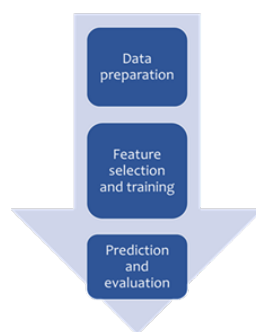 Data
preparation
Feature
selection
and training
Prediction
and
evaluation